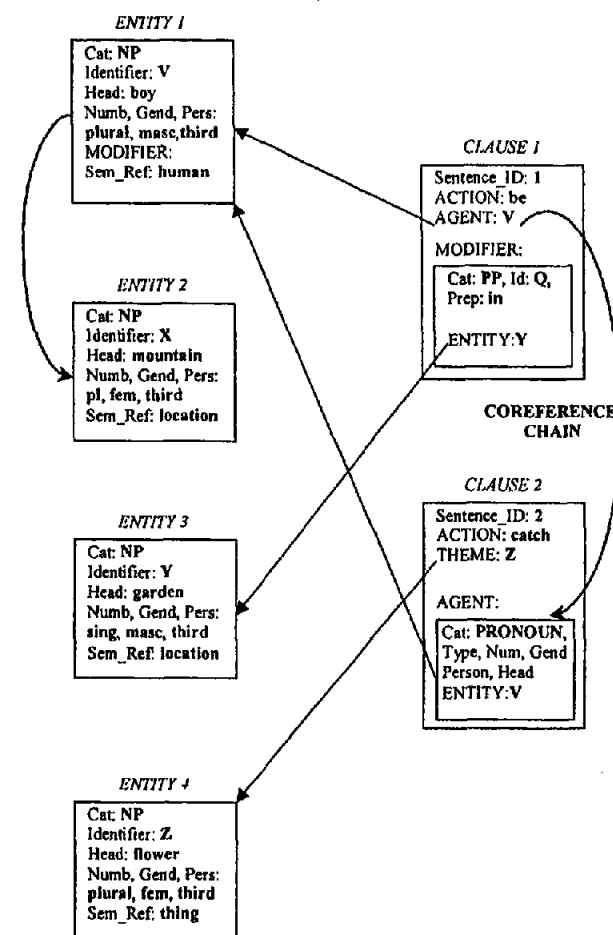 ENTITY 1
Cat: NP
Identifier: V
Head: boy
Numb, Gend, Pers:
plural, masc,third
MODIFIER:
Sem_Ref: human
ENTITY 2
Cat: NP
Identifier: X
Head: mountain
Numb, Gend, Pers:
pl, fem, third
Sem_Ref: location
ENTITY 3
Cat: NP
Identifier: Y
Head: garden
Numb, Gend, Pers:
sing, masc, third
Sem_Ref: location
ENTITY 4
Cat: NP
Identifier: Z
Head: flower
Numb, Gend, Pers:
plural, fem, third
Sem_Ref: thing
CLAUSE 1
Sentence_ID: 1
ACTION: be
AGENT: V
MODIFIER:
Cat: PP, Id: Q,
Prep: in
ENTITY:Y
COREFERENCE
CHAIN
CLAUSE 2
Sentence_ID: 2
ACTION: catch
THEME: Z
AGENT:
Cat: PRONOUN,
Type, Num, Gend
Person, Head
ENTITY:V